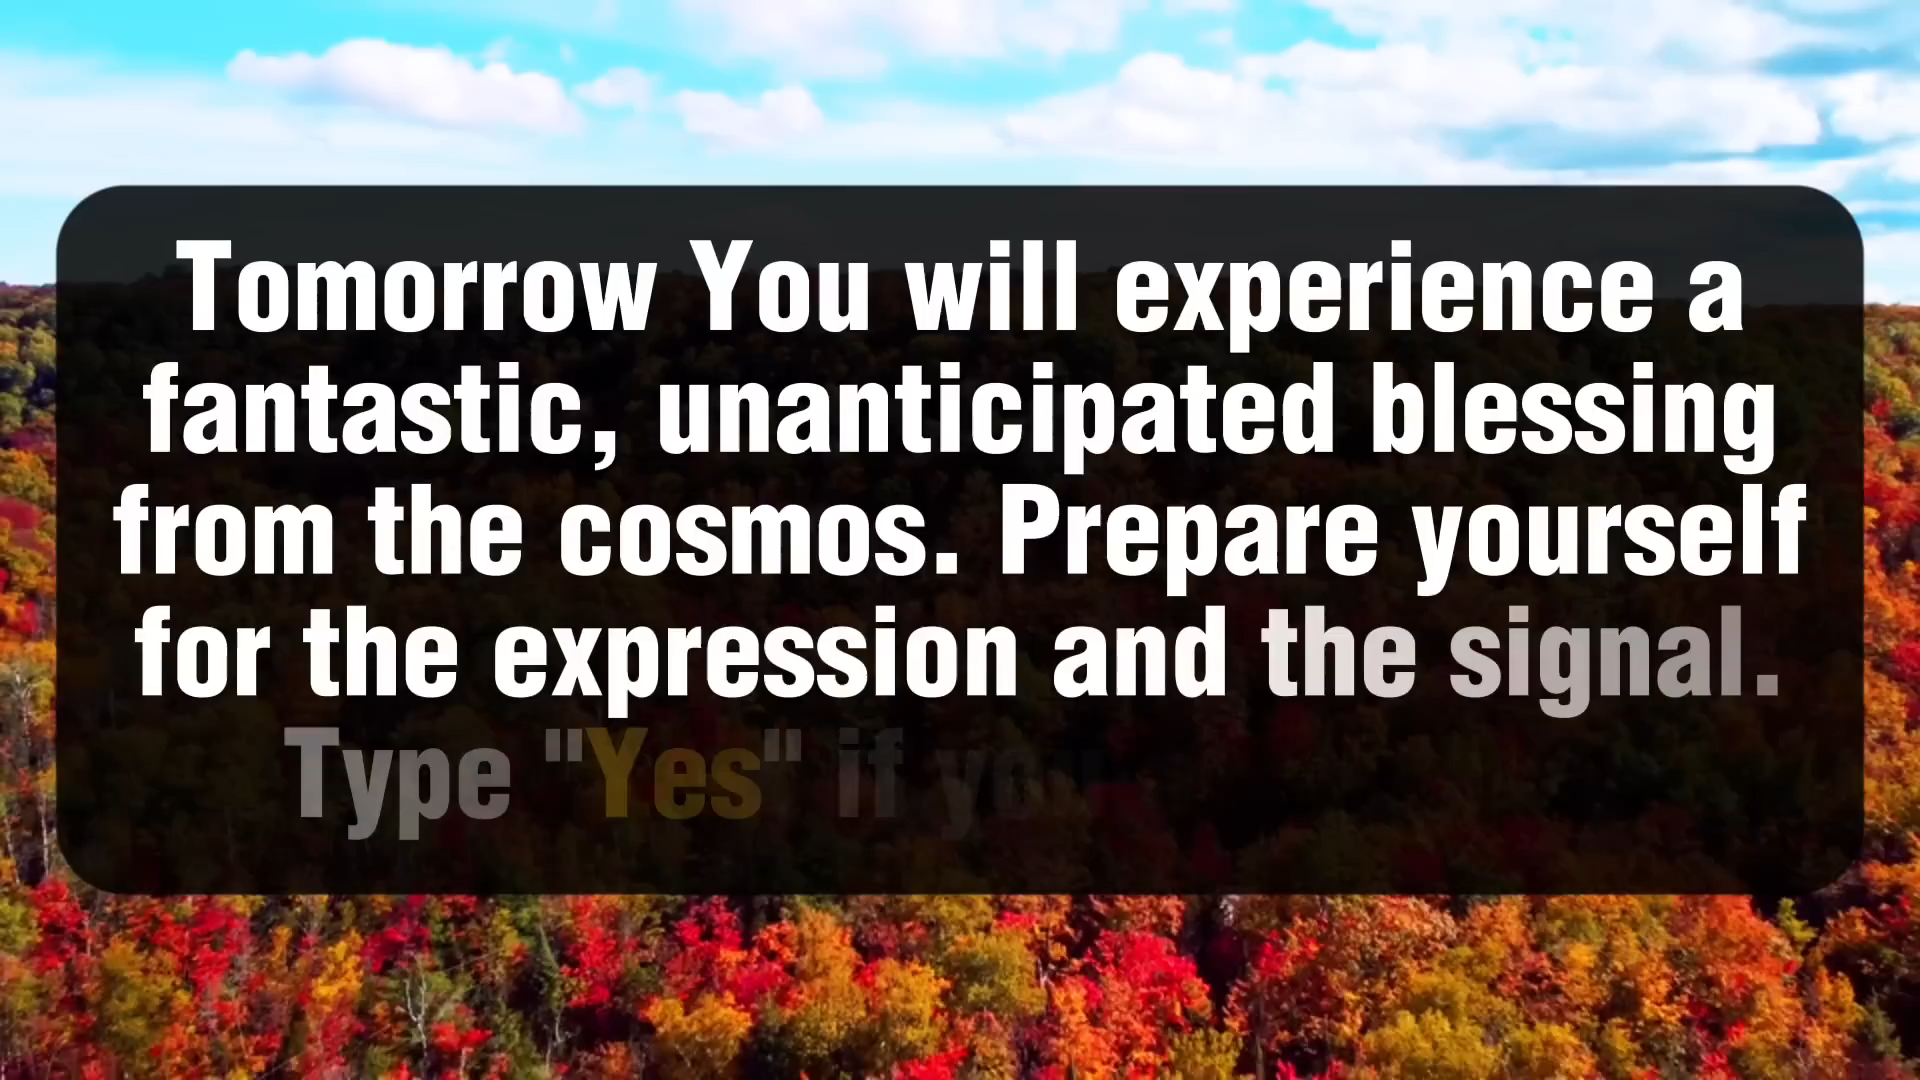 Tomorrow You will experience a
fantastic, unanticipated blessing
from the cosmos. Prepare yourself
for the expression and the signal.
Type "Yes" if you